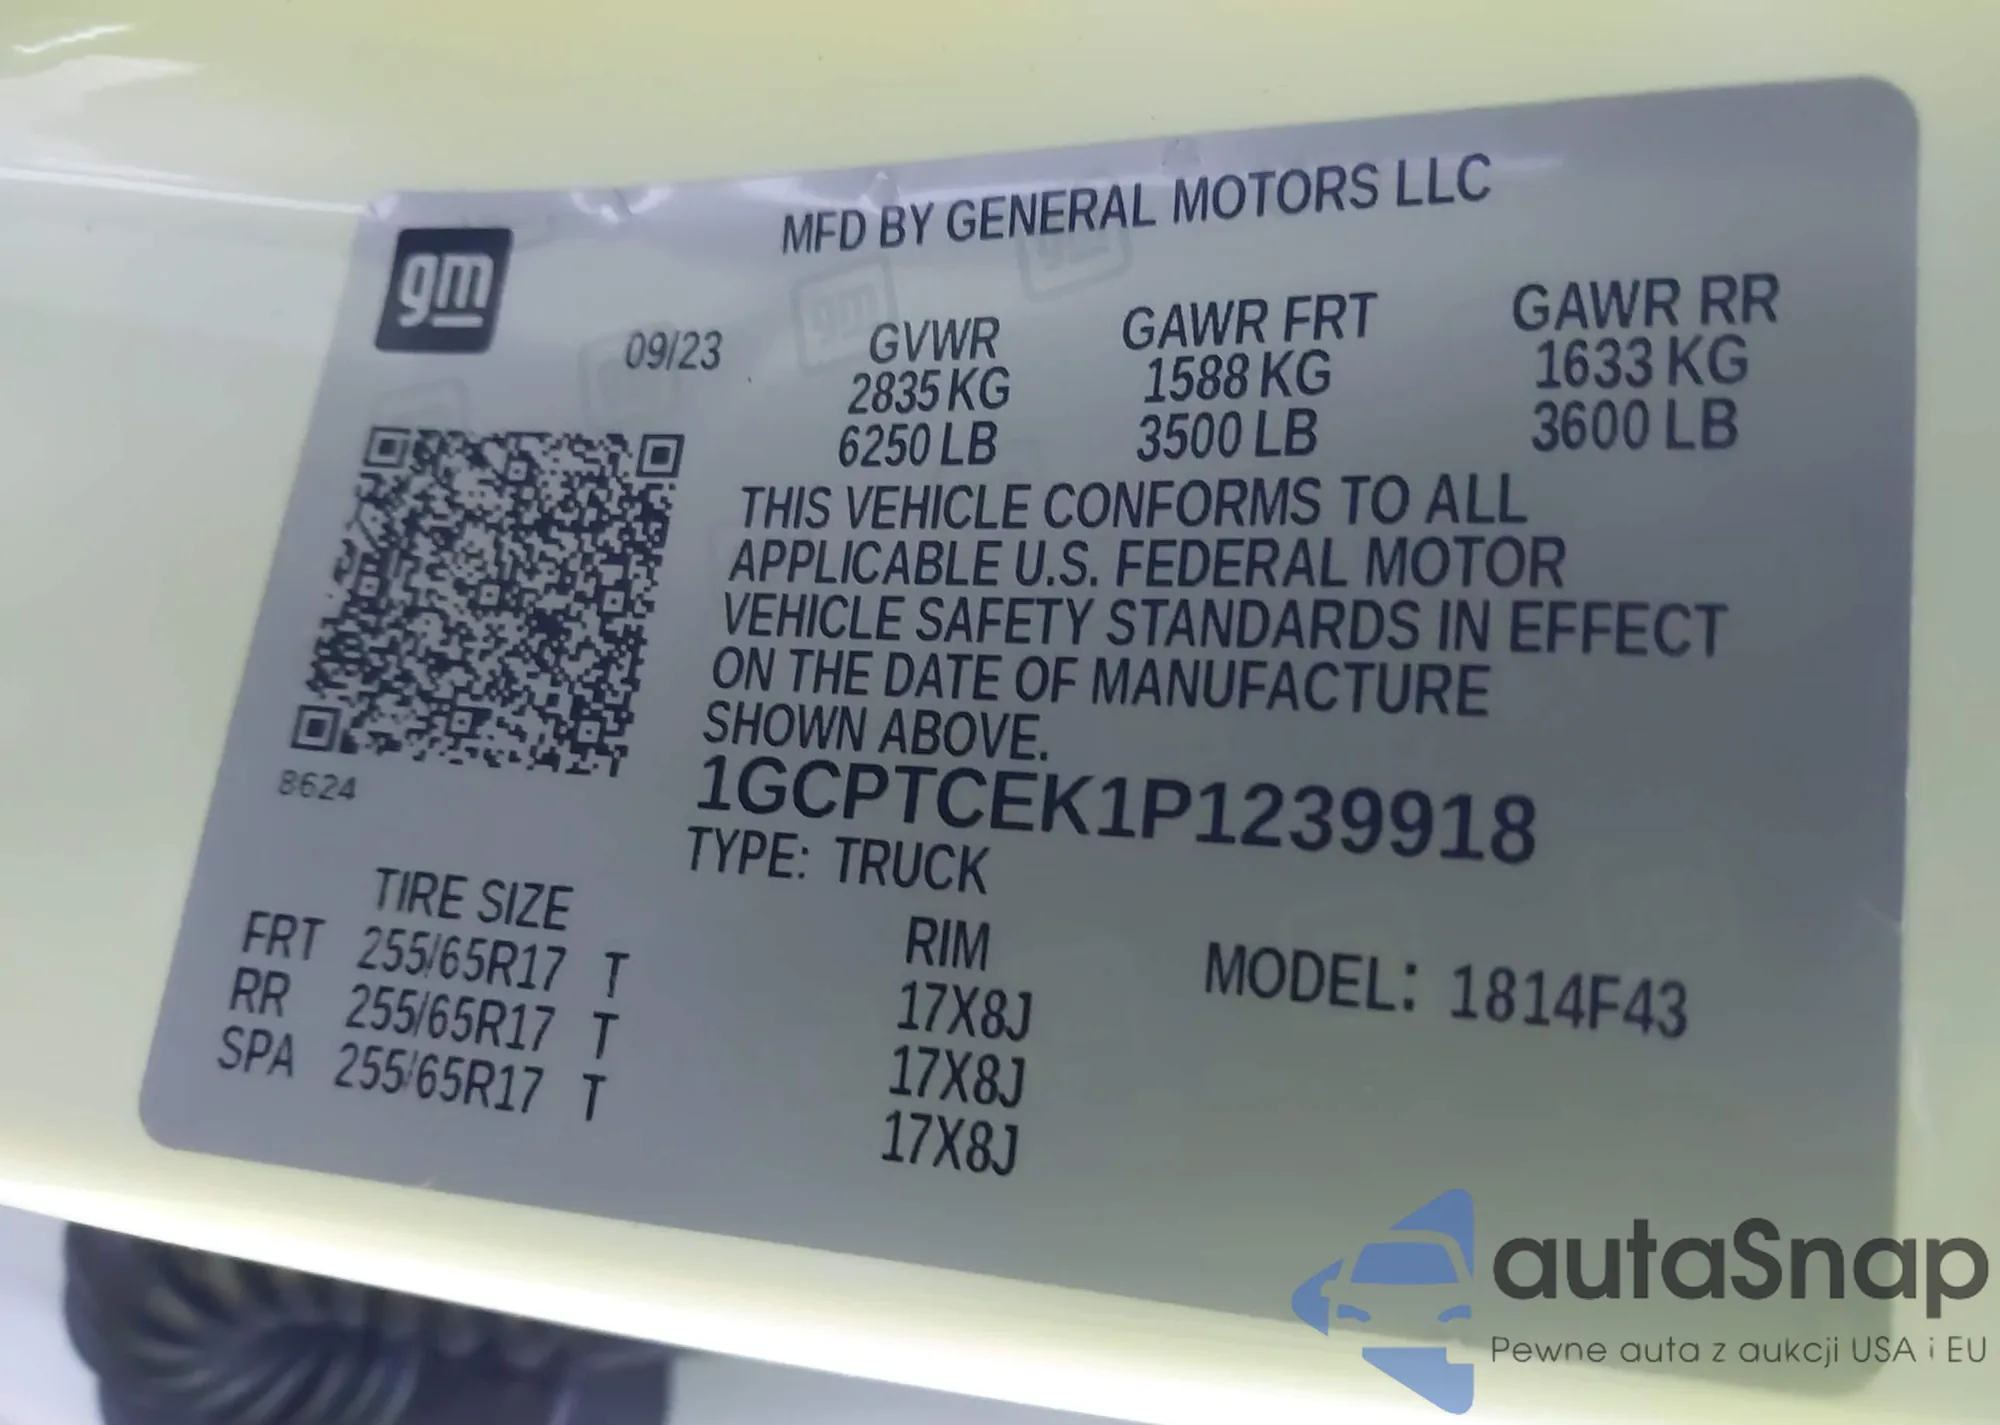 gm
MFD BY GENERAL MOTORS LLC
09/23
GVWR
2835 KG
6250 LB
GAWR FRT
1588 KG
3500 LB
GAWR RR
1633 KG
3600 LB
THIS VEHICLE CONFORMS TO ALL
APPLICABLE U.S. FEDERAL MOTOR
VEHICLE SAFETY STANDARDS IN EFFECT
ON THE DATE OF MANUFACTURE
SHOWN ABOVE.
8624
1GCPTCEK1P1239918
TYPE: TRUCK
TIRE SIZE RIM
FRT 255/65R17 T 17X8J
RR 255/65R17 T 17X8J
SPA 255/65R17 T 17X8J
MODEL: 1814F43
autaSnap
Pewne auta z aukcji USA i EU